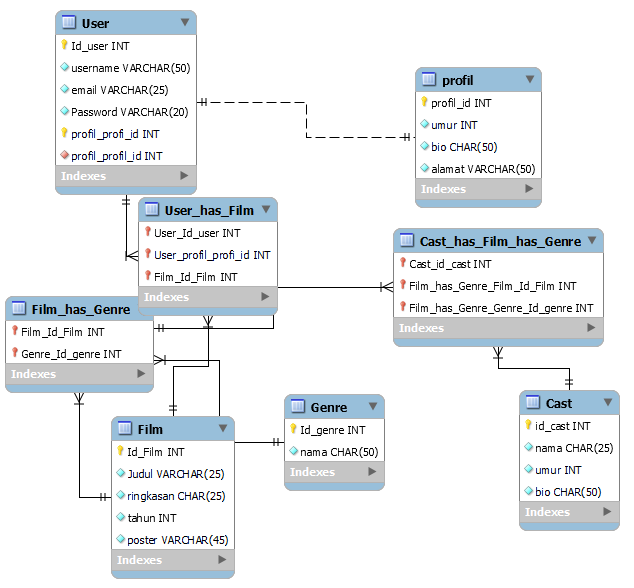 User
Id_user INT
username VARCHAR(50)
email VARCHAR(25)
Password VARCHAR(20)
profil_profi_id INT
profil_profil_id INT
Indexes
profil
profil_id INT
umur INT
bio CHAR(50)
alamat VARCHAR(50)
Indexes
User_has_Film
User_Id_user INT
User_profil_profi_id INT
Film_Id_Film INT
Indexes
Cast_has_Film_has_Genre
Cast_id_cast INT
Film_has_Genre_Film_Id_Film INT
Film_has_Genre_Genre_Id_genre INT
Indexes
Film_has_Genre
Film_Id_Film INT
Genre_Id_genre INT
Indexes
Film
Id_Film INT
Judul VARCHAR(25)
ringkasan CHAR(25)
tahun INT
poster VARCHAR(45)
Indexes
Genre
Id_genre INT
nama CHAR(50)
Indexes
Cast
id_cast INT
nama CHAR(25)
umur INT
bio CHAR(50)
Indexes